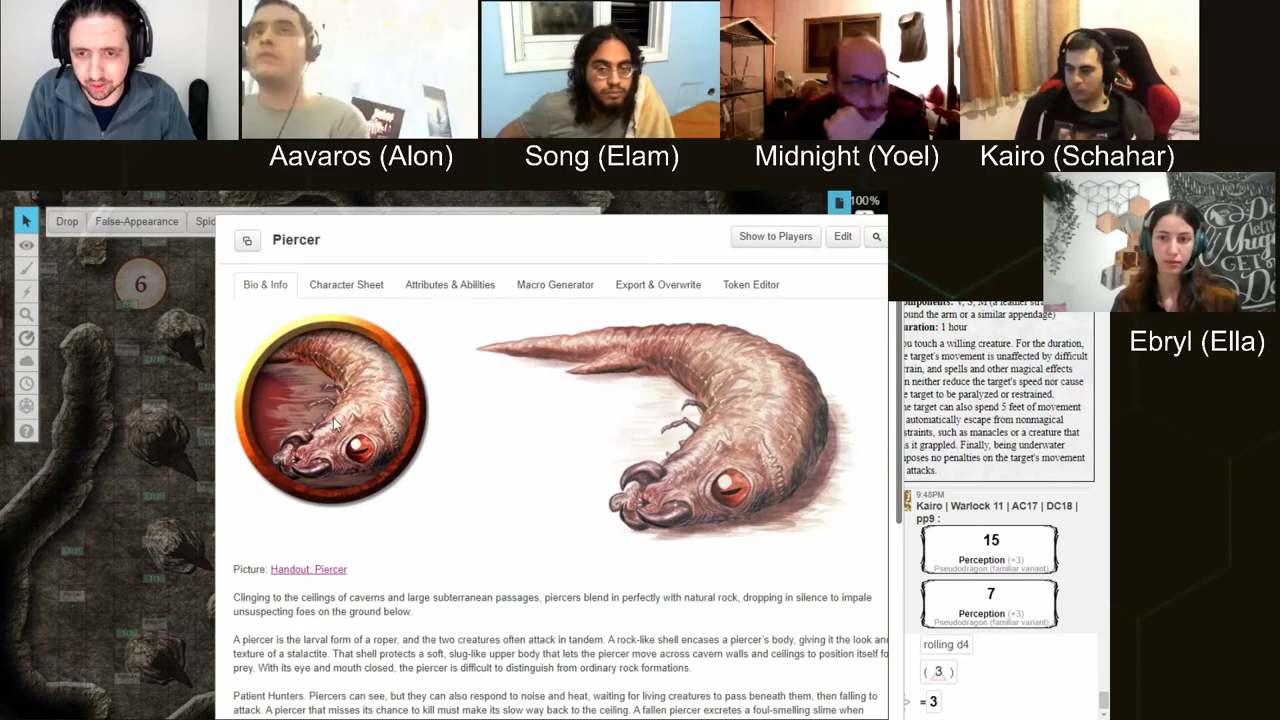 Aavaros (Alon)
Song (Elam)
Midnight (Yoel)
Kairo (Schahar)
Ebryl (Ella)
100%
Drop
False-Appearance
6
Piercer
Show to Players
Edit
Bio & Info
Character Sheet
Attributes & Abilities
Macro Generator
Export & Overwrite
Token Editor
Picture: Handout, Piercer
Clinging to the ceilings of caverns and large subterranean passages, piercers blend in perfectly with natural rock, dropping in silence to impale
unsuspecting foes on the ground below.
A piercer is the larval form of a roper, and the two creatures often attack in tandem. A rock-like shell encases a piercer's body, giving it the look and
texture of a stalactite. That shell protects a soft, slug-like upper body that lets the piercer move across cavern walls and ceilings to position itself fo
prey. With its eye and mouth closed, the piercer is difficult to distinguish from ordinary rock formations.
Patient Hunters. Piercers can see, but they can also respond to noise and heat, waiting for living creatures to pass beneath them, then falling to
attack. A piercer that misses its chance to kill must make its slow way back to the ceiling. A fallen piercer excretes a foul-smelling slime when
ound the arm or a similar appendage)
uration: 1 hour
ou touch a willing creature. For the duration,
e target's movement is unaffected by difficult
rain, and spells and other magical effects
n neither reduce the target's speed nor cause
e target to be paralyzed or restrained.
he target can also spend 5 feet of movement
automatically escape from nonmagical
straints, such as manacles or a creature that
s it grappled. Finally, being underwater
poses no penalties on the target's movement
attacks.
9:48PM
Kairo | Warlock 11 | AC17 | DC18 |
pp9 :
15
Perception (+3)
Pseudodragon (familiar variant)
7
Perception (+3)
Pseudodragon (familiar variant)
rolling d4
( 3 )
= 3